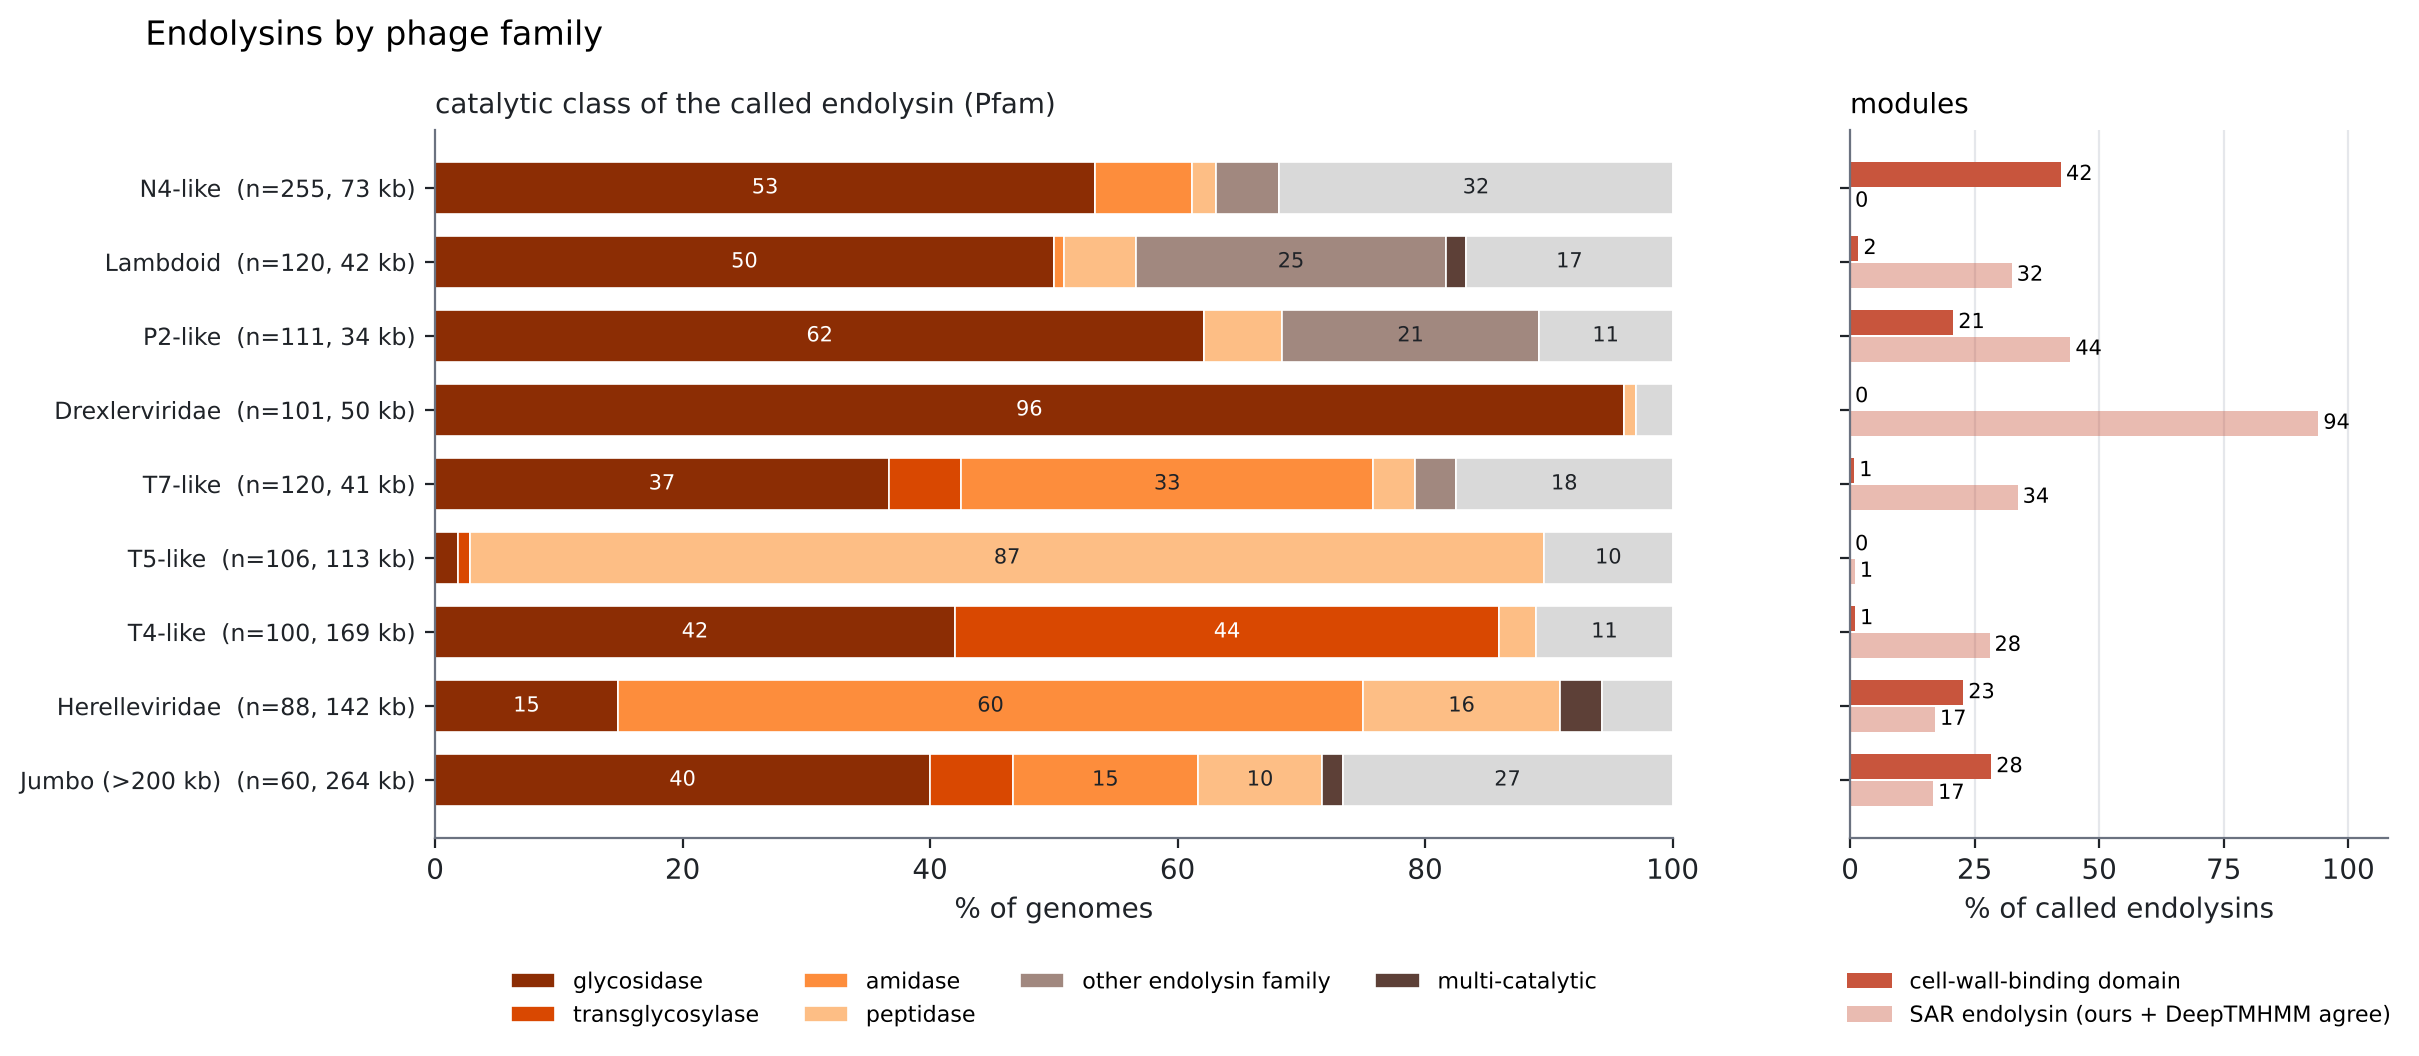 Endolysins by phage family
catalytic class of the called endolysin (Pfam)
modules
N4-like (n=255, 73 kb)
53
32
42
0
Lambdoid (n=120, 42 kb)
50
25
17
2
32
P2-like (n=111, 34 kb)
62
21
11
21
44
Drexlerviridae (n=101, 50 kb)
96
0
94
T7-like (n=120, 41 kb)
37
33
18
1
34
T5-like (n=106, 113 kb)
87
10
0
1
T4-like (n=100, 169 kb)
42
44
11
1
28
Herelleviridae (n=88, 142 kb)
15
60
16
23
17
Jumbo (>200 kb) (n=60, 264 kb)
40
15
10
27
28
17
0 20 40 60 80 100
% of genomes
0 25 50 75 100
% of called endolysins
glycosidase
transglycosylase
amidase
peptidase
other endolysin family
multi-catalytic
cell-wall-binding domain
SAR endolysin (ours + DeepTMHMM agree)